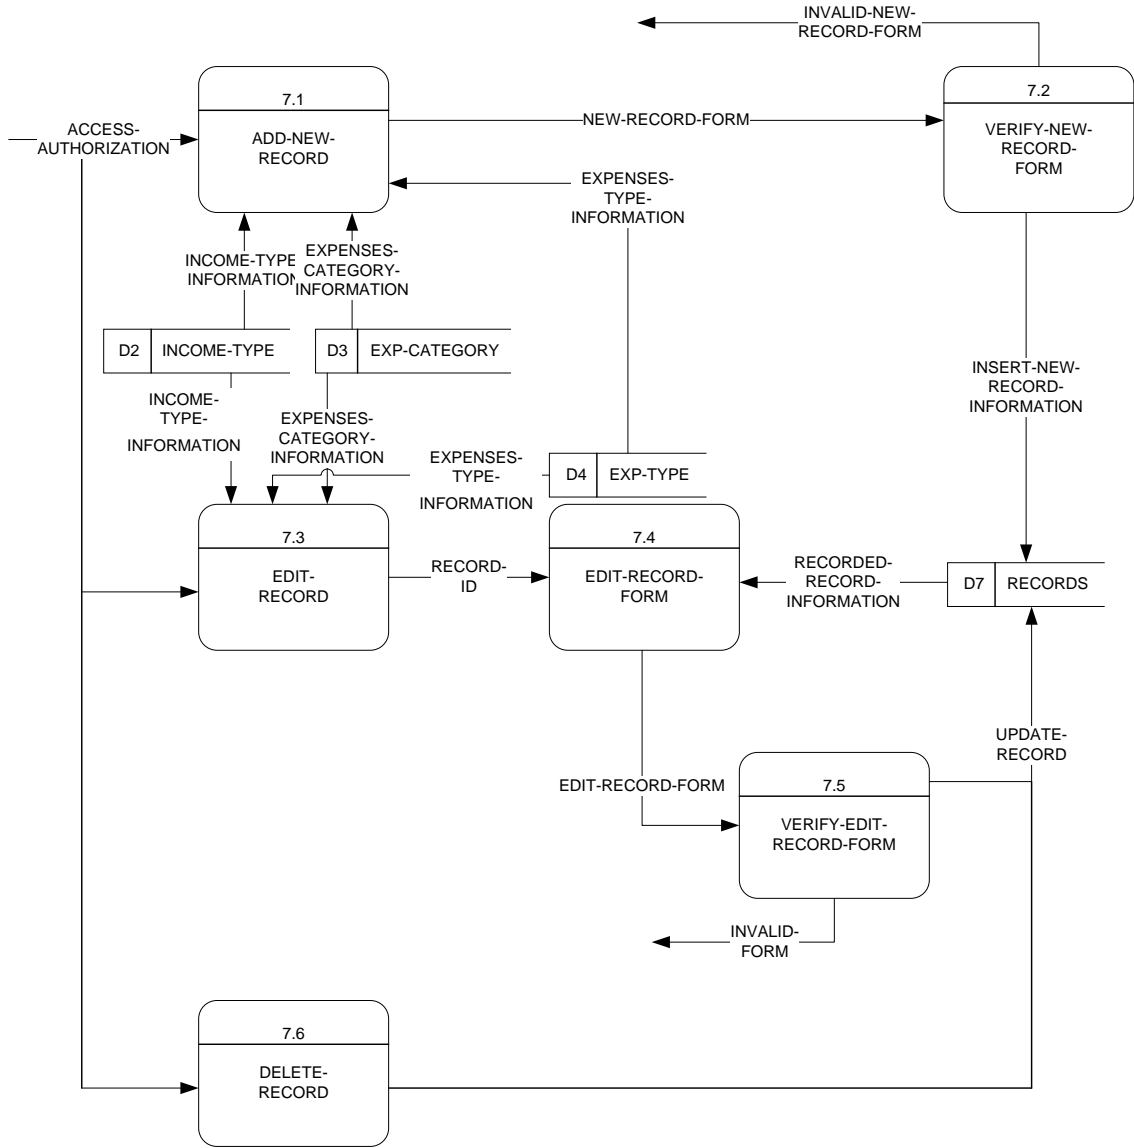 INVALID-NEW-
RECORD-FORM
7.1
ADD-NEW-
RECORD
7.2
VERIFY-NEW-
RECORD-
FORM
ACCESS-
AUTHORIZATION
NEW-RECORD-FORM
EXPENSES-
TYPE-
INFORMATION
INCOME-TYPE
INFORMATION
EXPENSES-
CATEGORY-
INFORMATION
D2 INCOME-TYPE
D3 EXP-CATEGORY
INSERT-NEW-
RECORD-
INFORMATION
INCOME-
TYPE-
INFORMATION
EXPENSES-
CATEGORY-
INFORMATION
EXPENSES-
TYPE-
INFORMATION
D4 EXP-TYPE
7.3
EDIT-
RECORD
RECORD-
ID
7.4
EDIT-RECORD-
FORM
RECORDED-
RECORD-
INFORMATION
D7 RECORDS
UPDATE-
RECORD
EDIT-RECORD-FORM
7.5
VERIFY-EDIT-
RECORD-FORM
INVALID-
FORM
7.6
DELETE-
RECORD